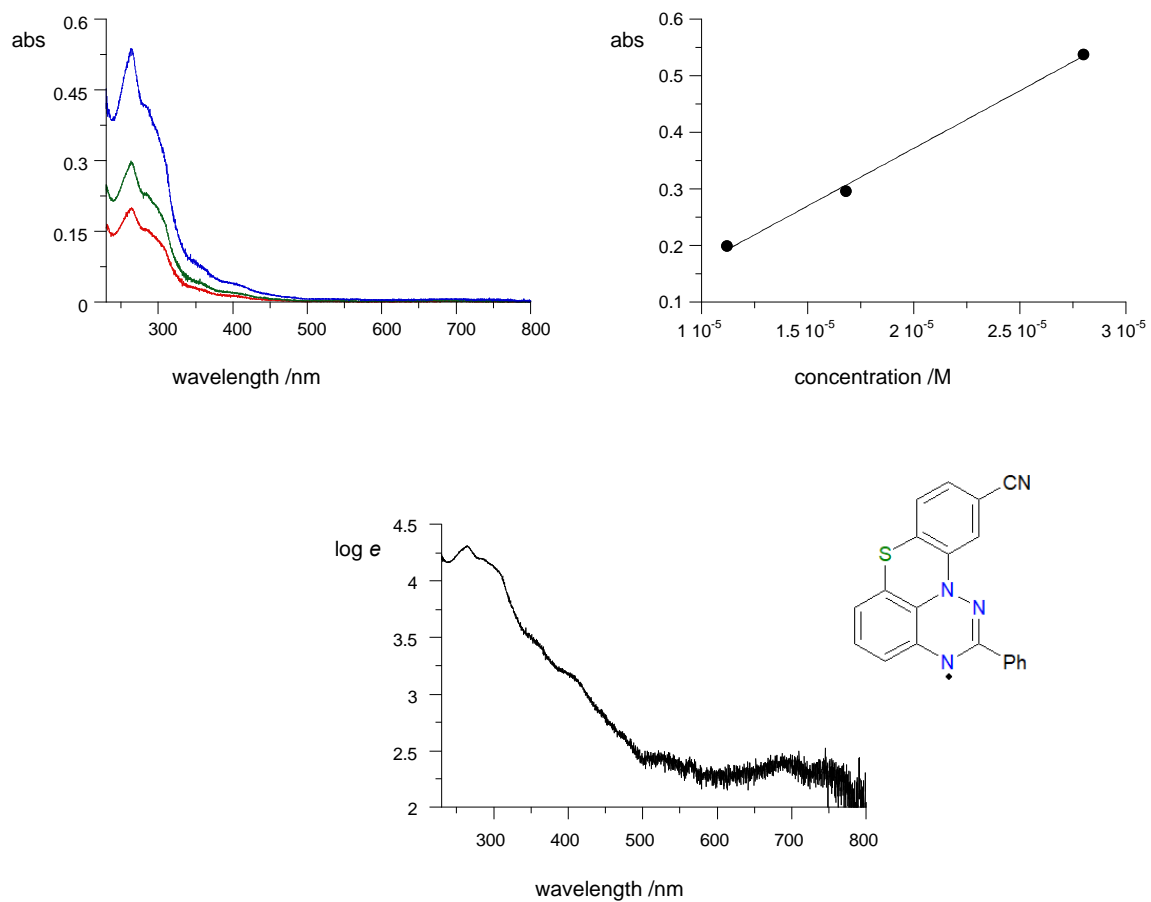 abs
0.6
0.45
0.3
0.15
0
300 400 500 600 700 800
wavelength /nm
abs
0.6
0.5
0.4
0.3
0.2
0.1
1 10-5 1.5 10-5 2 10-5 2.5 10-5 3 10-5
concentration /M
log e
4.5
4
3.5
3
2.5
2
300 400 500 600 700 800
wavelength /nm
CN
S
N
N
N
Ph